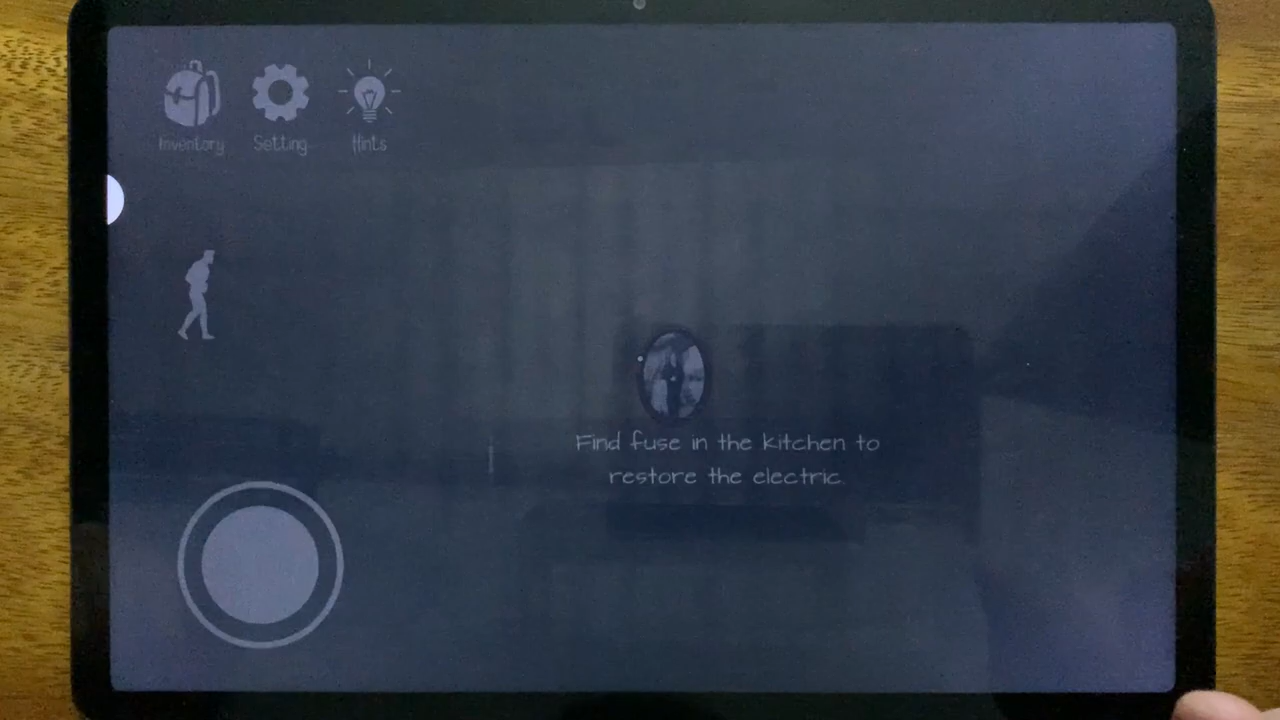 Inventory
Setting
Hints
Find fuse in the kitchen to
restore the electric.